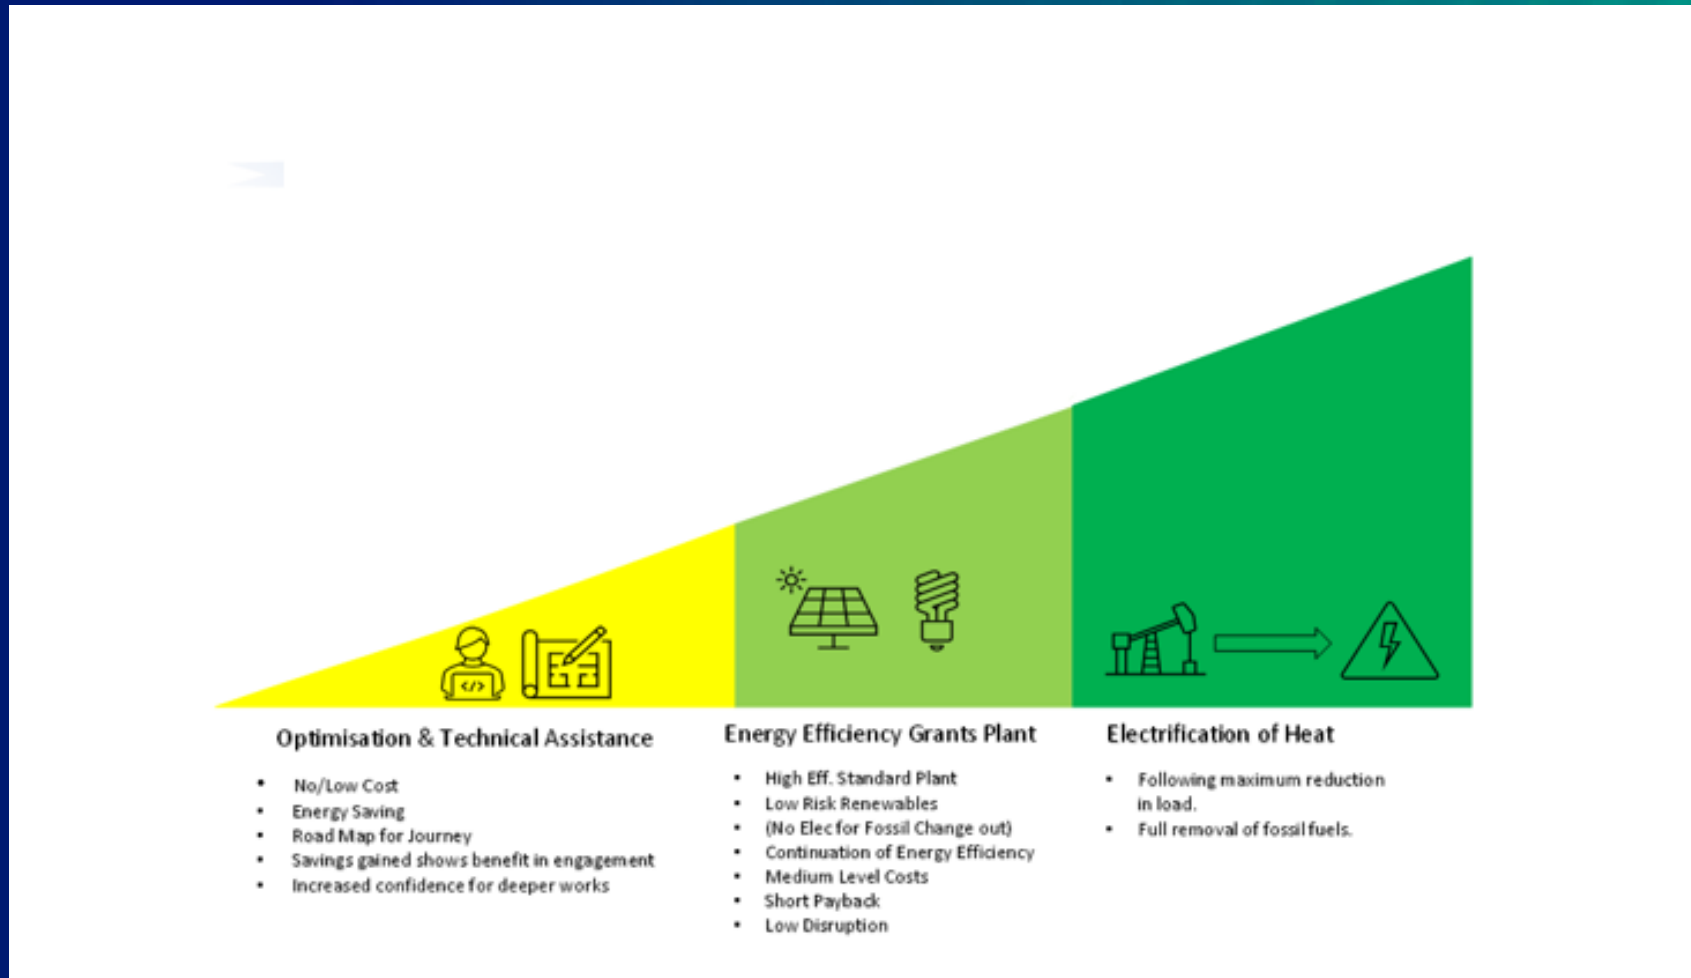 </>
Optimisation & Technical Assistance
• No/Low Cost
• Energy Saving
• Road Map for Journey
• Savings gained shows benefit in engagement
• Increased confidence for deeper works
Energy Efficiency Grants Plant
• High Eff. Standard Plant
• Low Risk Renewables
• (No Elec for Fossil Change out)
• Continuation of Energy Efficiency
• Medium Level Costs
• Short Payback
• Low Disruption
Electrification of Heat
• Following maximum reduction
in load.
• Full removal of fossil fuels.